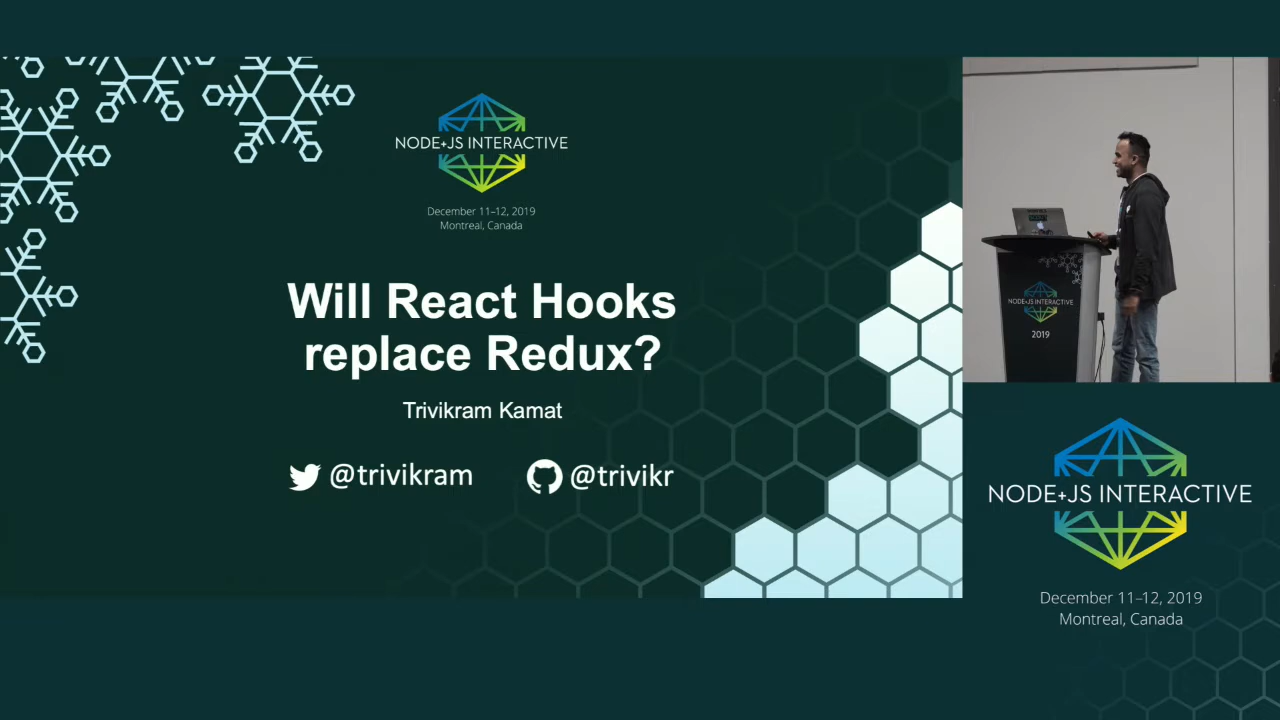 NODE+JS INTERACTIVE
December 11–12, 2019
Montreal, Canada
Will React Hooks
replace Redux?
Trivikram Kamat
@trivikram
@trivikr
NODE+JS INTERACTIVE
2019
NODE+JS INTERACTIVE
December 11–12, 2019
Montreal, Canada